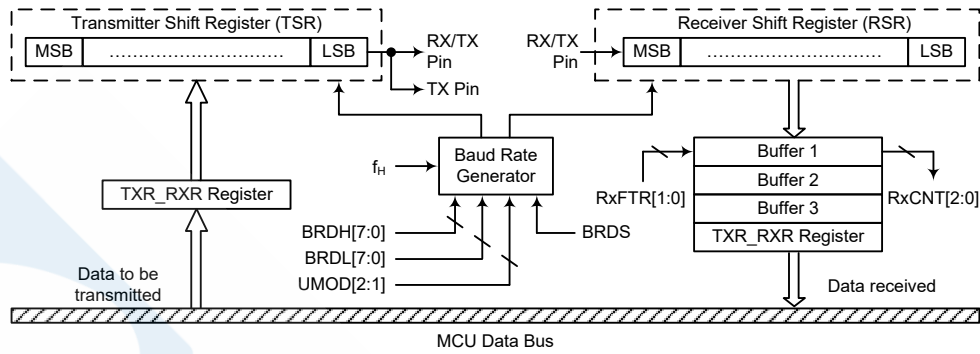 Transmitter Shift Register (TSR)
MSB ............................... LSB
RX/TX
Pin
TX Pin
Receiver Shift Register (RSR)
RX/TX
Pin
MSB ............................... LSB
fH
Baud Rate
Generator
BRDH[7:0]
BRDL[7:0]
UMOD[2:1]
BRDS
TXR_RXR Register
Data to be
transmitted
Buffer 1
Buffer 2
Buffer 3
TXR_RXR Register
RxFTR[1:0]
RxCNT[2:0]
Data received
MCU Data Bus